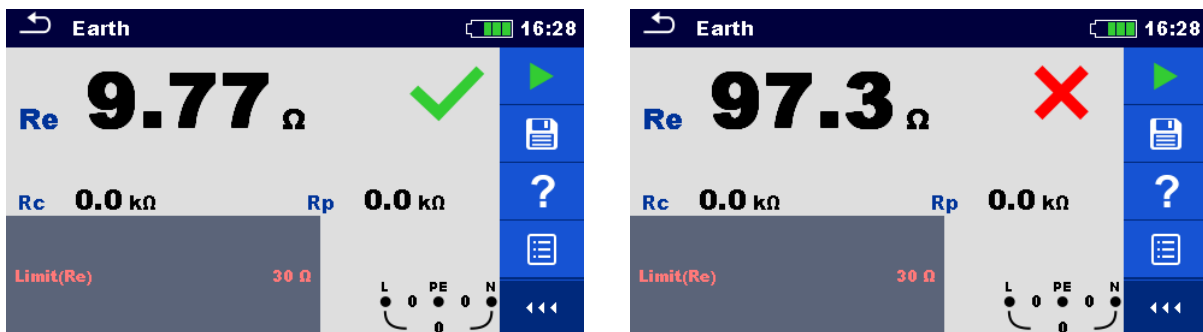 Earth 16:28
Re 9.77 Ω
Rc 0.0 kΩ Rp 0.0 kΩ
Limit(Re) 30 Ω
L PE N
0 0
0
?
Earth 16:28
Re 97.3 Ω
Rc 0.0 kΩ Rp 0.0 kΩ
Limit(Re) 30 Ω
L PE N
0 0
0
?